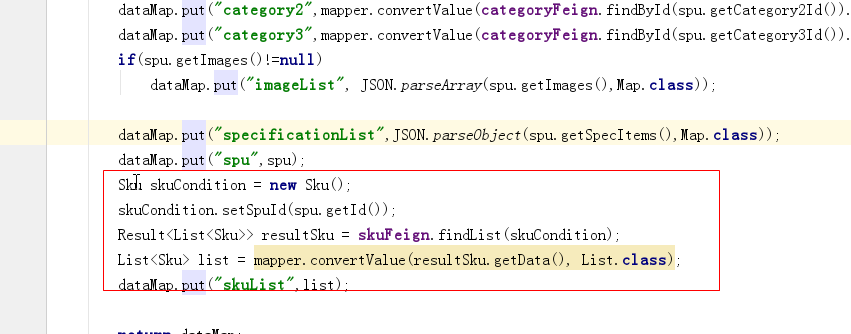 dataMap.put("category2",mapper.convertValue(categoryFeign.findById(spu.getCategory2Id()).
dataMap.put("category3",mapper.convertValue(categoryFeign.findById(spu.getCategory3Id()).
if(spu.getImages()!=null)
dataMap.put("imageList", JSON.parseArray(spu.getImages(),Map.class));
dataMap.put("specificationList",JSON.parseObject(spu.getSpecItems(),Map.class));
dataMap.put("spu",spu);
Sku skuCondition = new Sku();
skuCondition.setSpuId(spu.getId());
Result<List<Sku>> resultSku = skuFeign.findList(skuCondition);
List<Sku> list = mapper.convertValue(resultSku.getData(), List.class);
dataMap.put("skuList",list);
return dataMap;